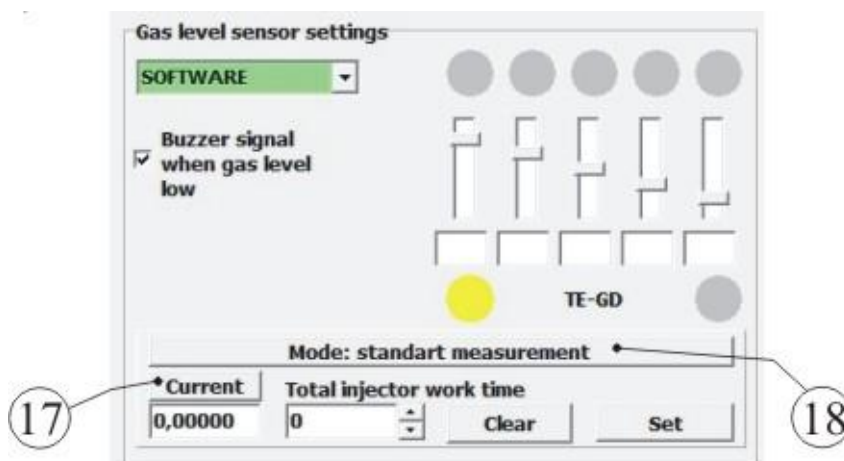 Gas level sensor settings
SOFTWARE
Buzzer signal
when gas level
low
TE-GD
Mode: standart measurement
Current
Total injector work time
0,00000
0
Clear
Set
17
18